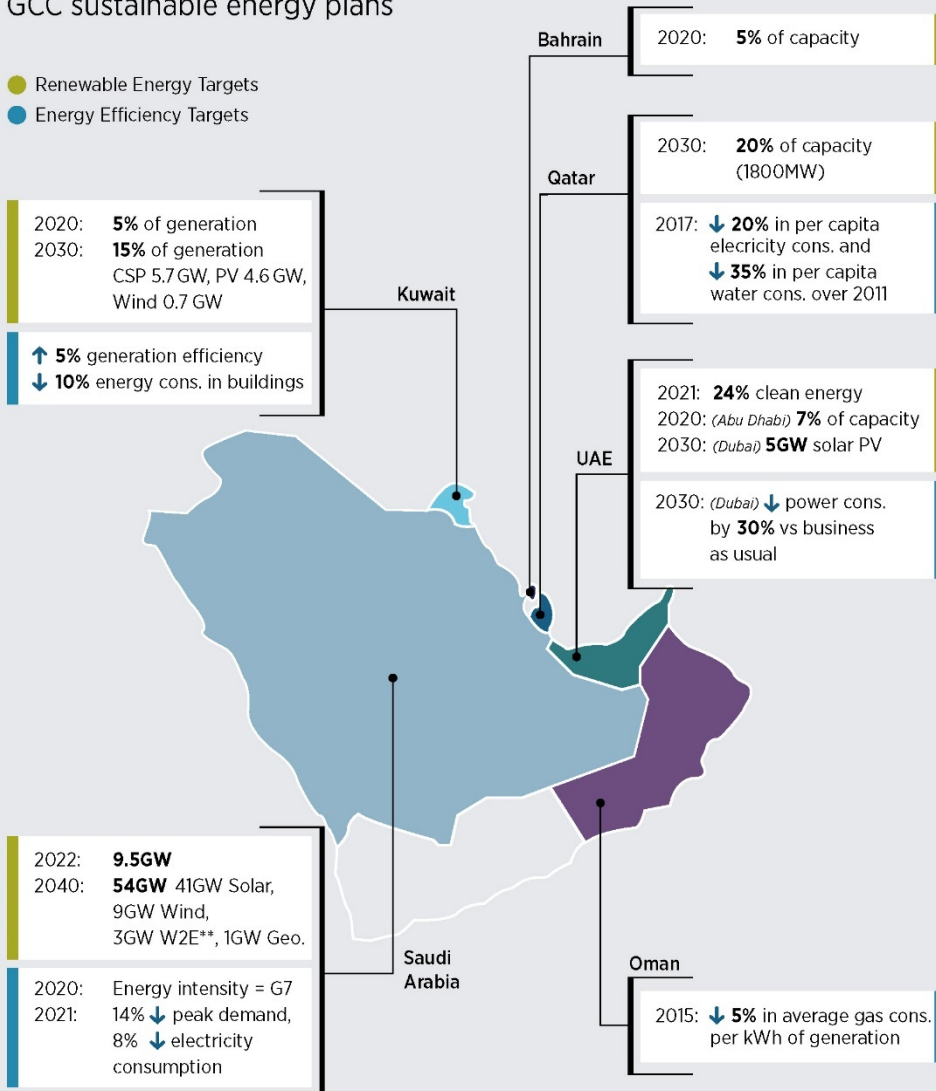 GCC sustainable energy plans
Renewable Energy Targets
Energy Efficiency Targets
Bahrain
2020: 5% of capacity
Qatar
2030: 20% of capacity
(1800MW)
2017: ↓ 20% in per capita
elecricity cons. and
↓ 35% in per capita
water cons. over 2011
Kuwait
2020: 5% of generation
2030: 15% of generation
CSP 5.7 GW, PV 4.6 GW,
Wind 0.7 GW
↑ 5% generation efficiency
↓ 10% energy cons. in buildings
UAE
2021: 24% clean energy
2020: (Abu Dhabi) 7% of capacity
2030: (Dubai) 5GW solar PV
2030: (Dubai) ↓ power cons.
by 30% vs business
as usual
Saudi
Arabia
2022: 9.5GW
2040: 54GW 41GW Solar,
9GW Wind,
3GW W2E**, 1GW Geo.
2020: Energy intensity = G7
2021: 14% ↓ peak demand,
8% ↓ electricity
consumption
Oman
2015: ↓ 5% in average gas cons.
per kWh of generation